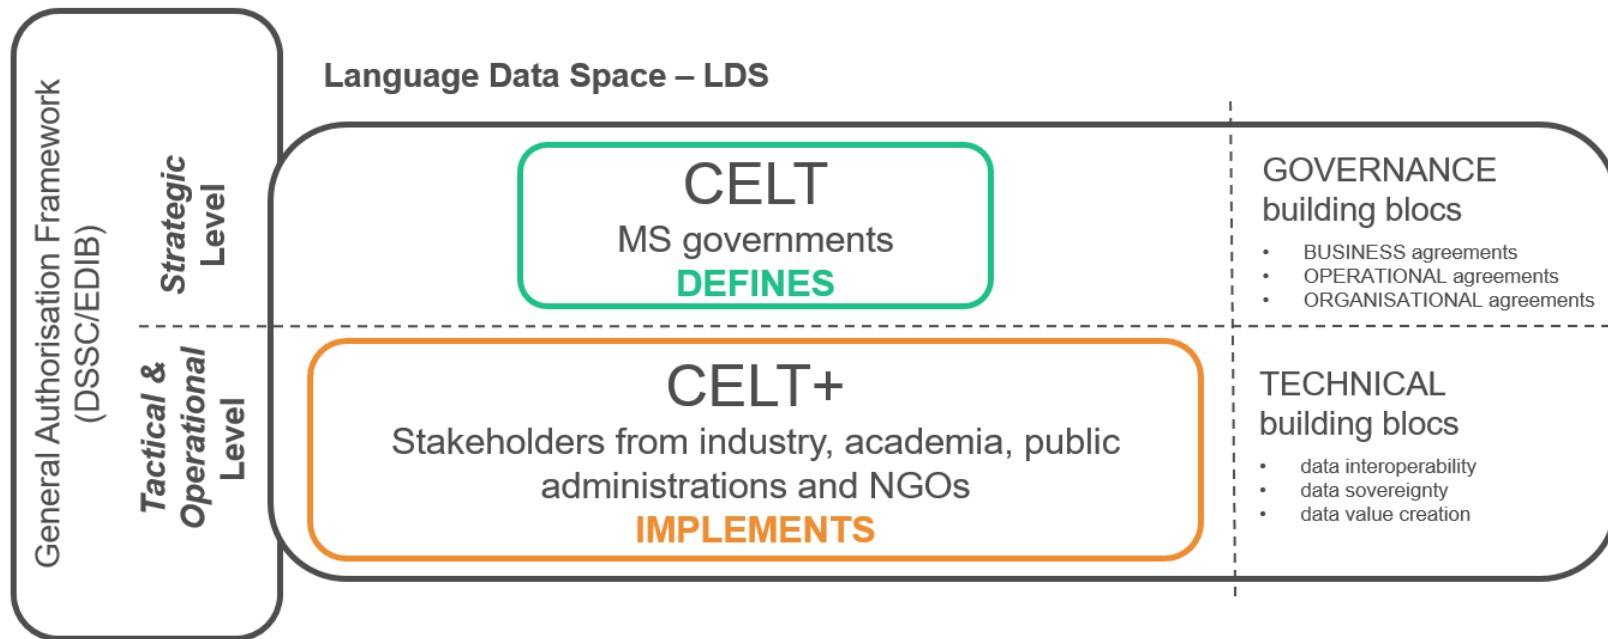 General Authorisation Framework
(DSSC/EDIB)
Language Data Space – LDS
Strategic
Level
CELT
MS governments
DEFINES
GOVERNANCE
building blocs
• BUSINESS agreements
• OPERATIONAL agreements
• ORGANISATIONAL agreements
Tactical &
Operational
Level
CELT+
Stakeholders from industry, academia, public
administrations and NGOs
IMPLEMENTS
TECHNICAL
building blocs
• data interoperability
• data sovereignty
• data value creation